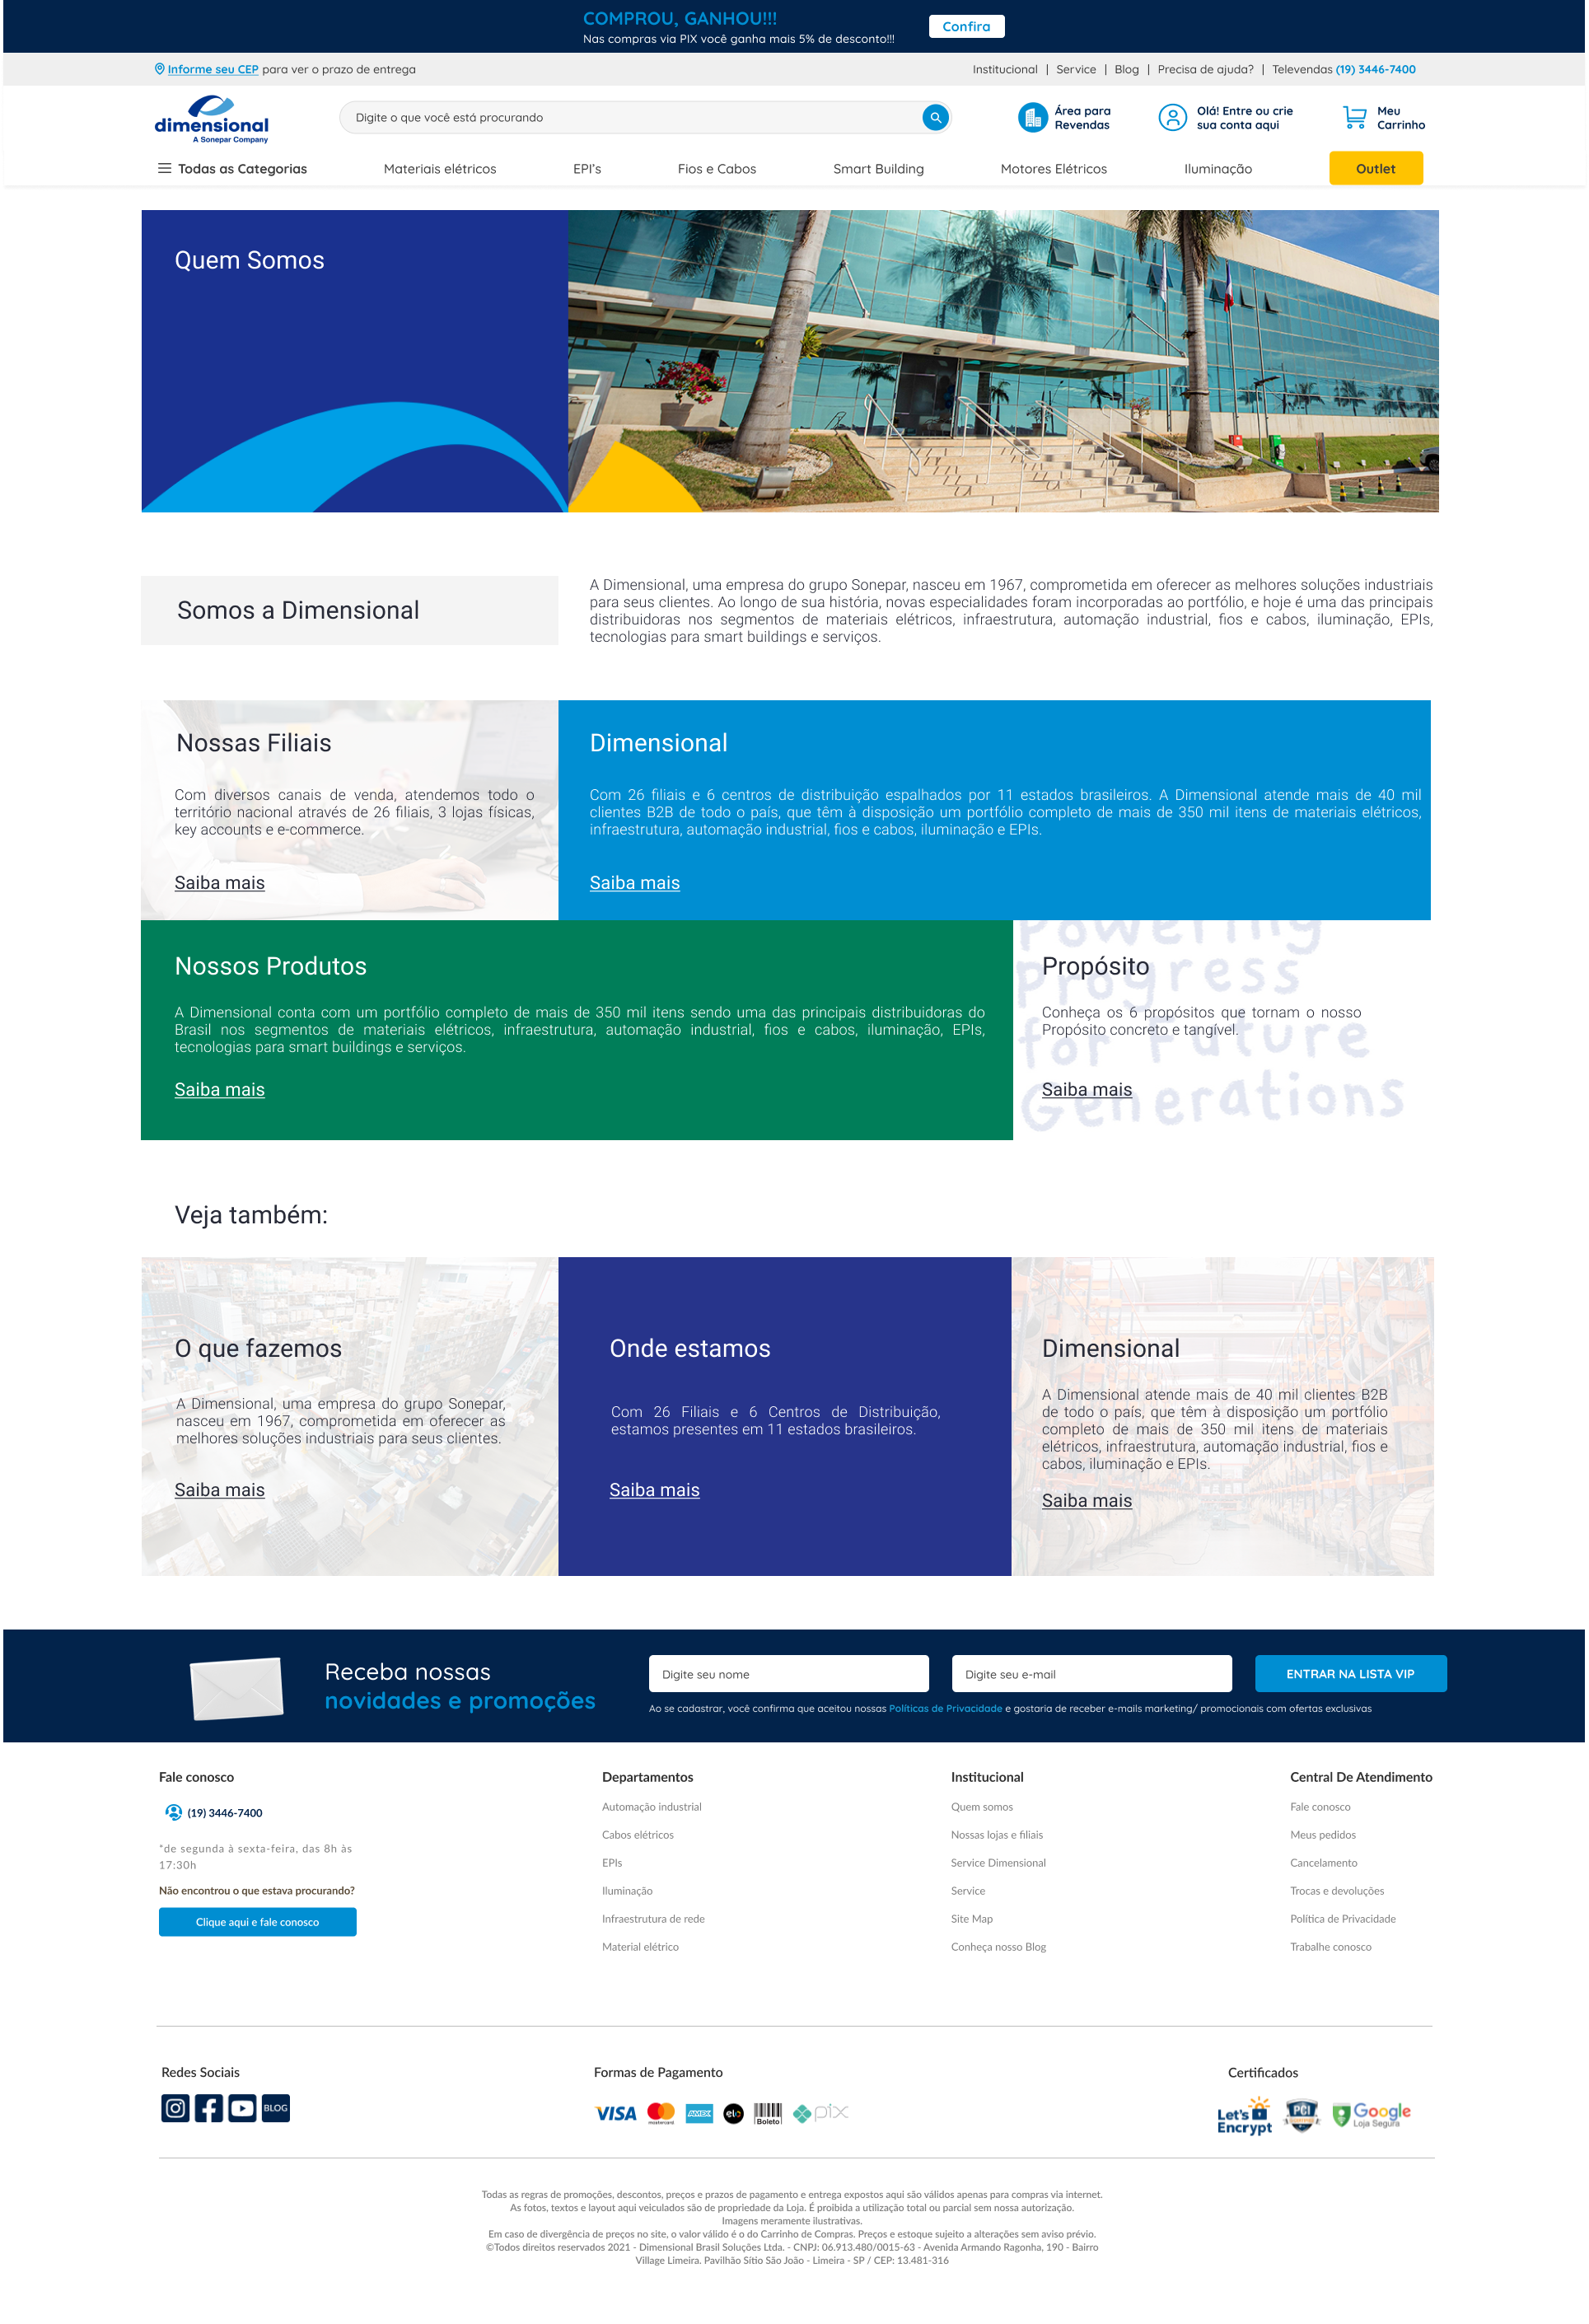 COMPROU, GANHOU!!!
Nas compras via PIX você ganha mais 5% de desconto!!!
Confira
Informe seu CEP para ver o prazo de entrega
Institucional | Service | Blog | Precisa de ajuda? | Televendas (19) 3446-7400
dimensional
A Sonepar Company
Digite o que você está procurando
Área para
Revendas
Olá! Entre ou crie
sua conta aqui
Meu
Carrinho
Todas as Categorias
Materiais elétricos
EPI's
Fios e Cabos
Smart Building
Motores Elétricos
Iluminação
Outlet
Quem Somos
Somos a Dimensional
A Dimensional, uma empresa do grupo Sonepar, nasceu em 1967, comprometida em oferecer as melhores soluções industriais
para seus clientes. Ao longo de sua história, novas especialidades foram incorporadas ao portfólio, e hoje é uma das principais
distribuidoras nos segmentos de materiais elétricos, infraestrutura, automação industrial, fios e cabos, iluminação, EPIs,
tecnologias para smart buildings e serviços.
Nossas Filiais
Com diversos canais de venda, atendemos todo o
território nacional através de 26 filiais, 3 lojas físicas,
key accounts e e-commerce.
Saiba mais
Dimensional
Com 26 filiais e 6 centros de distribuição espalhados por 11 estados brasileiros. A Dimensional atende mais de 40 mil
clientes B2B de todo o país, que têm à disposição um portfólio completo de mais de 350 mil itens de materiais elétricos,
infraestrutura, automação industrial, fios e cabos, iluminação e EPIs.
Saiba mais
Nossos Produtos
A Dimensional conta com um portfólio completo de mais de 350 mil itens sendo uma das principais distribuidoras do
Brasil nos segmentos de materiais elétricos, infraestrutura, automação industrial, fios e cabos, iluminação, EPIs,
tecnologias para smart buildings e serviços.
Saiba mais
Powering
progress
for Future
Generations
Propósito
Conheça os 6 propósitos que tornam o nosso
Propósito concreto e tangível.
Saiba mais
Veja também:
O que fazemos
A Dimensional, uma empresa do grupo Sonepar,
nasceu em 1967, comprometida em oferecer as
melhores soluções industriais para seus clientes.
Saiba mais
Onde estamos
Com 26 Filiais e 6 Centros de Distribuição,
estamos presentes em 11 estados brasileiros.
Saiba mais
Dimensional
A Dimensional atende mais de 40 mil clientes B2B
de todo o país, que têm à disposição um portfólio
completo de mais de 350 mil itens de materiais
elétricos, infraestrutura, automação industrial, fios e
cabos, iluminação e EPIs.
Saiba mais
Receba nossas
novidades e promoções
Digite seu nome
Digite seu e-mail
ENTRAR NA LISTA VIP
Ao se cadastrar, você confirma que aceitou nossas Políticas de Privacidade e gostaria de receber e-mails marketing/ promocionais com ofertas exclusivas
Fale conosco
(19) 3446-7400
*de segunda à sexta-feira, das 8h às
17:30h
Não encontrou o que estava procurando?
Clique aqui e fale conosco
Departamentos
Automação industrial
Cabos elétricos
EPIs
Iluminação
Infraestrutura de rede
Material elétrico
Institucional
Quem somos
Nossas lojas e filiais
Service Dimensional
Service
Site Map
Conheça nosso Blog
Central De Atendimento
Fale conosco
Meus pedidos
Cancelamento
Trocas e devoluções
Política de Privacidade
Trabalhe conosco
Redes Sociais
BLOG
Formas de Pagamento
VISA
mastercard
AMEX
elo
Boleto
pix
Certificados
Let's
Encrypt
PCI
Google
Loja Segura
Todas as regras de promoções, descontos, preços e prazos de pagamento e entrega expostos aqui são válidos apenas para compras via internet.
As fotos, textos e layout aqui veiculados são de propriedade da Loja. É proibida a utilização total ou parcial sem nossa autorização.
Imagens meramente ilustrativas.
Em caso de divergência de preços no site, o valor válido é o do Carrinho de Compras. Preços e estoque sujeito a alterações sem aviso prévio.
©Todos direitos reservados 2021 - Dimensional Brasil Soluções Ltda. - CNPJ: 06.913.480/0015-63 - Avenida Armando Ragonha, 190 - Bairro
Village Limeira. Pavilhão Sítio São João - Limeira - SP / CEP: 13.481-316